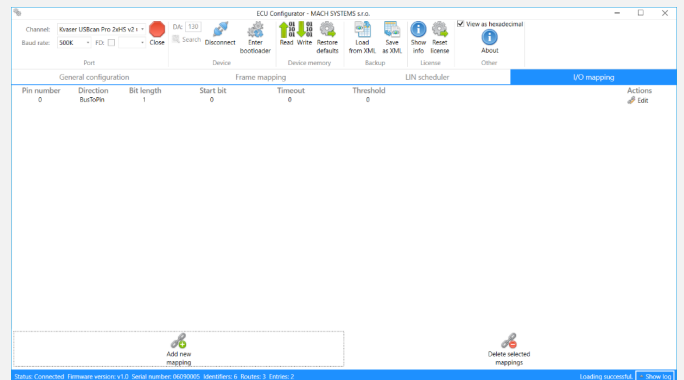 ECU Configurator - MACH SYSTEMS s.r.o.
Channel: Kvaser USBcan Pro 2xHS v2
Baud rate: 500K FD: Close
DA: 130
Search Disconnect Enter bootloader
Read Write Restore defaults
Load from XML Save as XML
Show info Reset license
View as hexadecimal
About
Port Device Device memory Backup License Other
General configuration Frame mapping LIN scheduler I/O mapping
Pin number Direction Bit length Start bit Timeout Threshold Actions
0 BusToPin 1 0 0 0 Edit
Add new mapping
Delete selected mappings
Status: Connected Firmware version: v1.0 Serial number: 06090005 Identifiers: 6 Routes: 3 Entries: 2 Loading successful. Show log